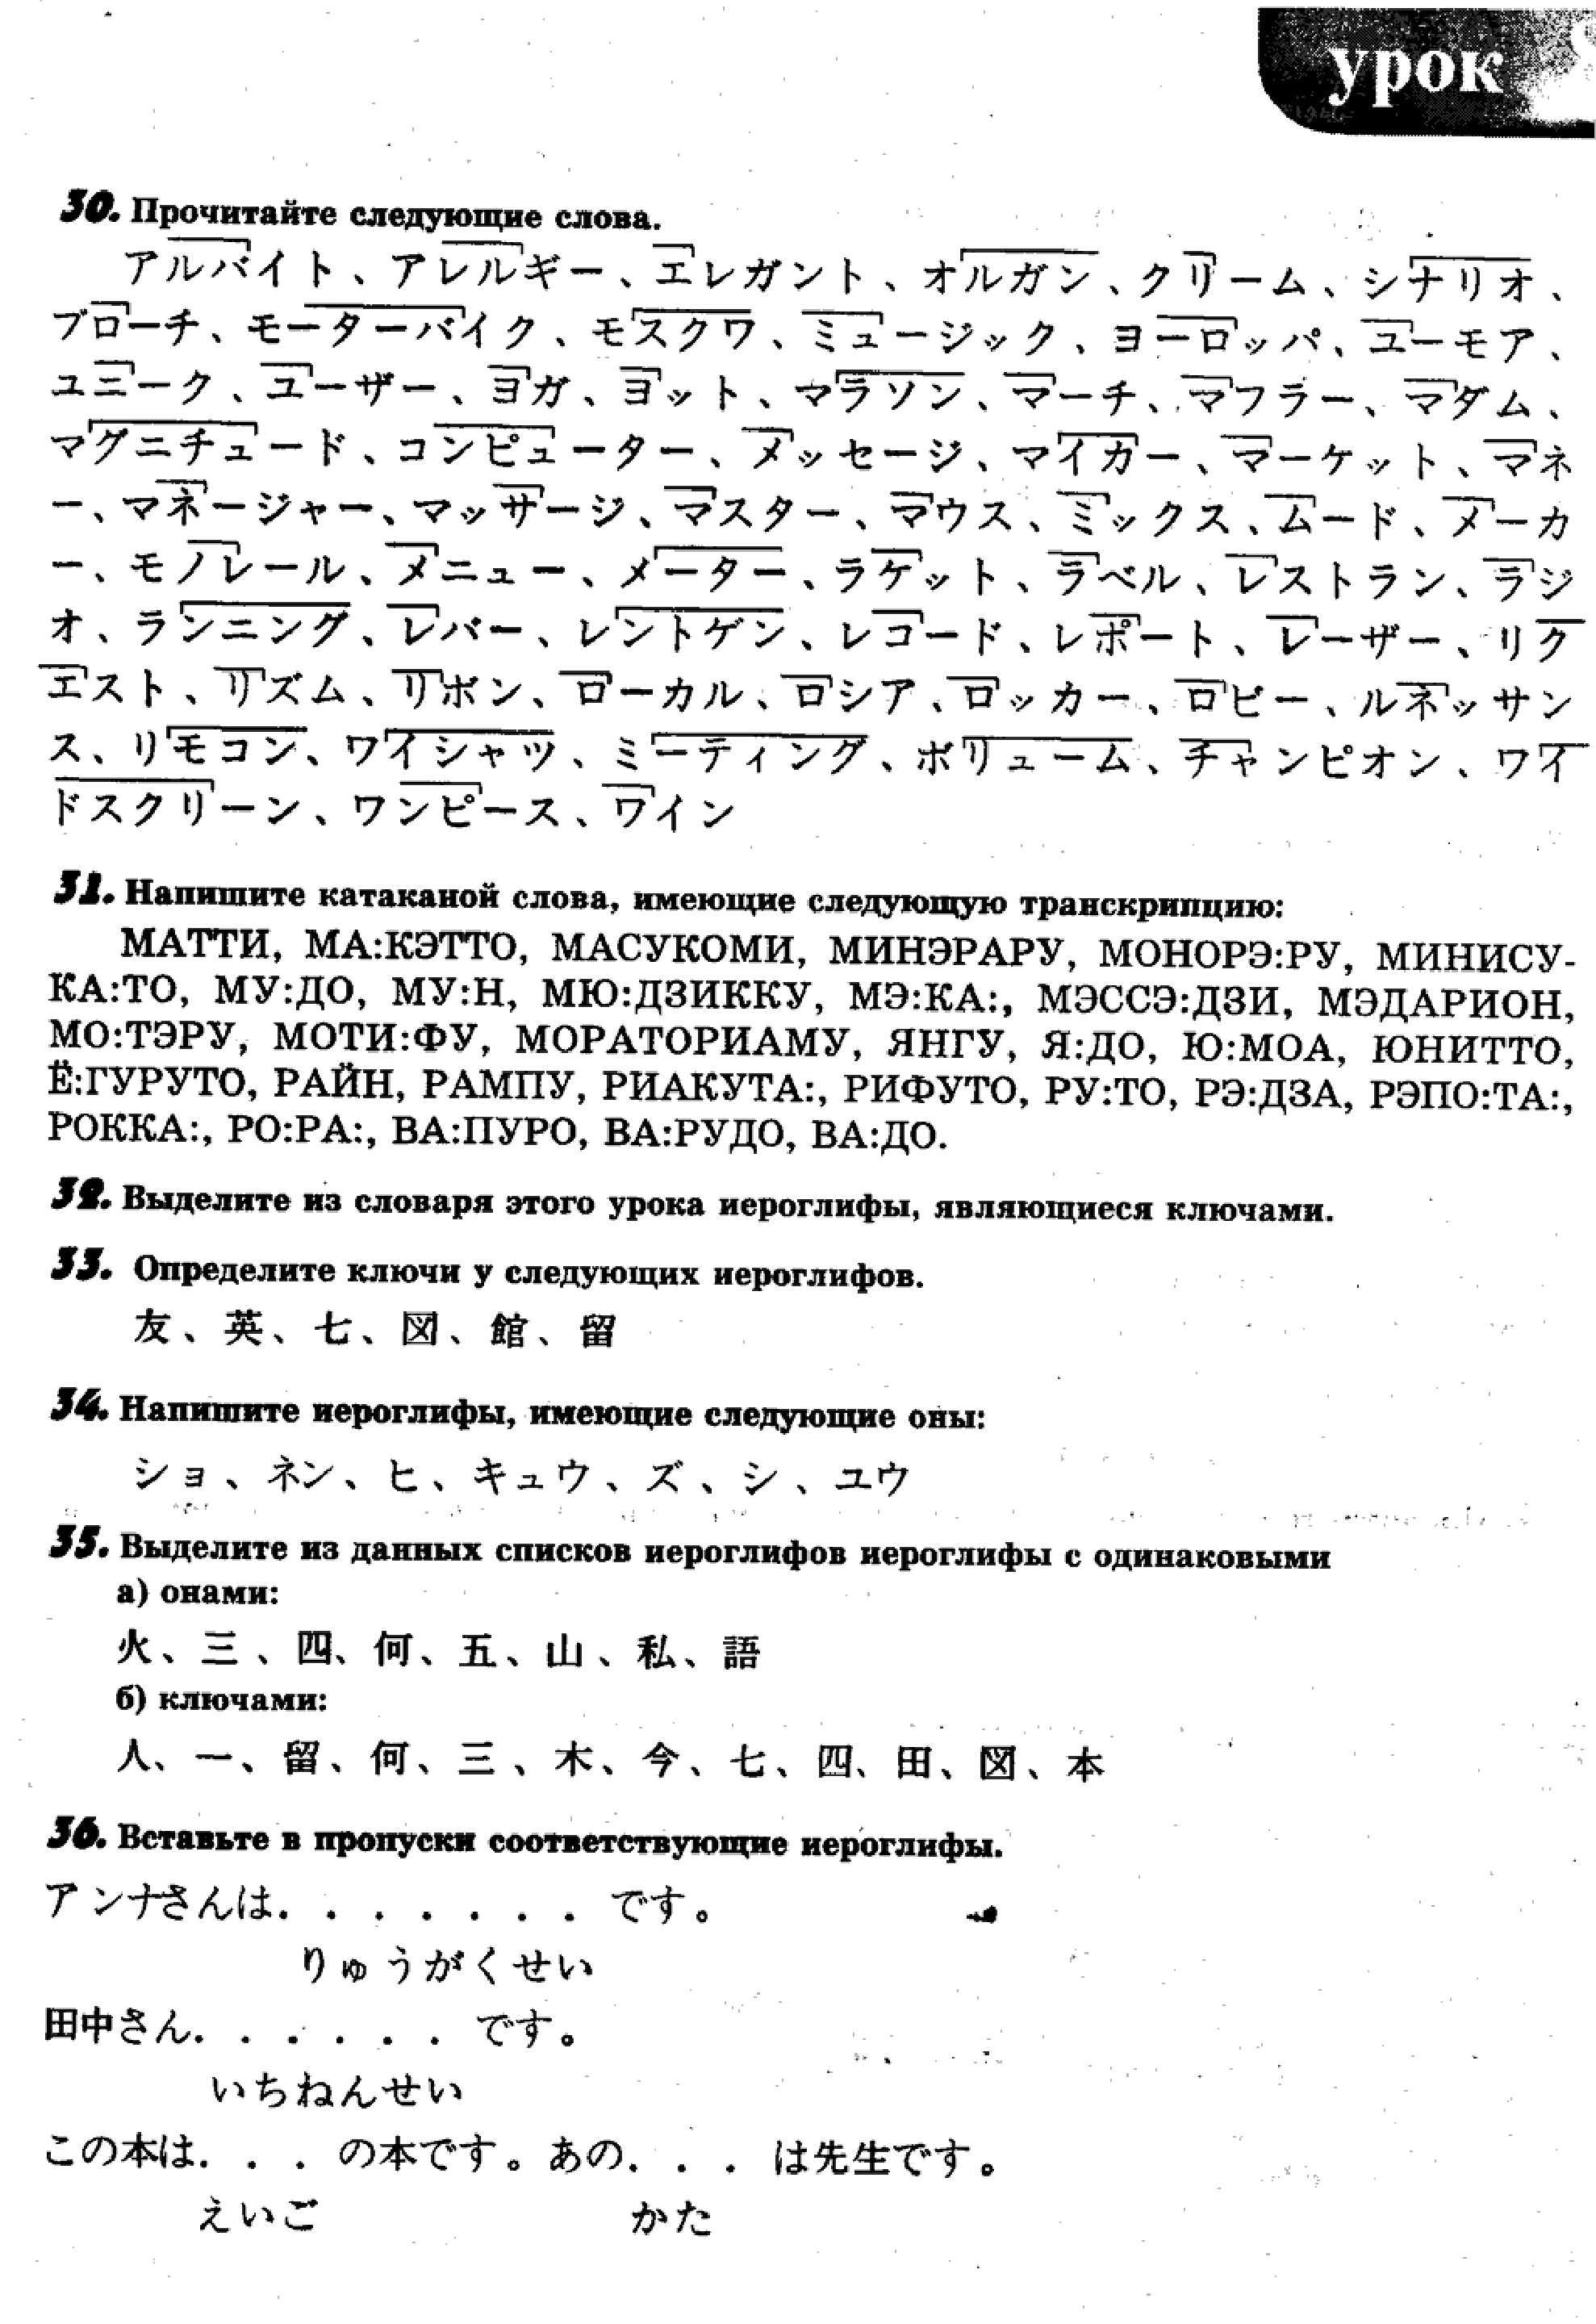 урок
30. Прочитайте следующие слова.
アルバイト、アレルギー、エレガント、オルガン、クリーム、シナリオ、
ブローチ、モーターバイク、モスクワ、ミュージック、ヨーロッパ、ユーモア、
ユニーク、ユーザー、ヨガ、ヨット、マラソン、マーチ、マフラー、マダム、
マグニチュード、コンピューター、メッセージ、マイカー、マーケット、マネ
ー、マネージャー、マッサージ、マスター、マウス、ミックス、ムード、メーカ
ー、モノレール、メニュー、メーター、ラケット、ラベル、レストラン、ラジ
オ、ランニング、レバー、レントゲン、レコード、レポート、レーザー、リク
エスト、リズム、リボン、ローカル、ロシア、ロッカー、ロビー、ルネッサン
ス、リモコン、ワイシャツ、ミーティング、ボリューム、チャンピオン、ワイ
ドスクリーン、ワンピース、ワイン
31. Напишите катаканой слова, имеющие следующую транскрипцию:
МАТТИ, МА:КЭТТО, МАСУКОМИ, МИНЭРАРУ, МОНОРЭ:РУ, МИНИСУ-
КА:ТО, МУ:ДО, МУ:Н, МЮ:ДЗИККУ, МЭ:КА:, МЭССЭ:ДЗИ, МЭДАРИОН,
МО:ТЭРУ, МОТИ:ФУ, МОРАТОРИАМУ, ЯНГУ, Я:ДО, Ю:МОА, ЮНИТТО,
Ё:ГУРУТО, РАЙН, РАМПУ, РИАКУТА:, РИФУТО, РУ:ТО, РЭ:ДЗА, РЭПО:ТА:,
РОККА:, РО:РА:, ВА:ПУРО, ВА:РУДО, ВА:ДО.
32. Выделите из словаря этого урока иероглифы, являющиеся ключами.
33. Определите ключи у следующих иероглифов.
友、英、七、図、館、留
34. Напишите иероглифы, имеющие следующие оны:
ショ、ネン、ヒ、キュウ、ズ、シ、ユウ
35. Выделите из данных списков иероглифов иероглифы с одинаковыми
а) онами:
火、三、四、何、五、山、私、語
б) ключами:
人、一、留、何、三、木、今、七、四、田、図、本
36. Вставьте в пропуски соответствующие иероглифы.
アンナさんは. . . . . . . です。
りゅうがくせい
田中さん. . . . . . です。
いちねんせい
この本は. . . の本です。あの. . . は先生です。
えいご かた